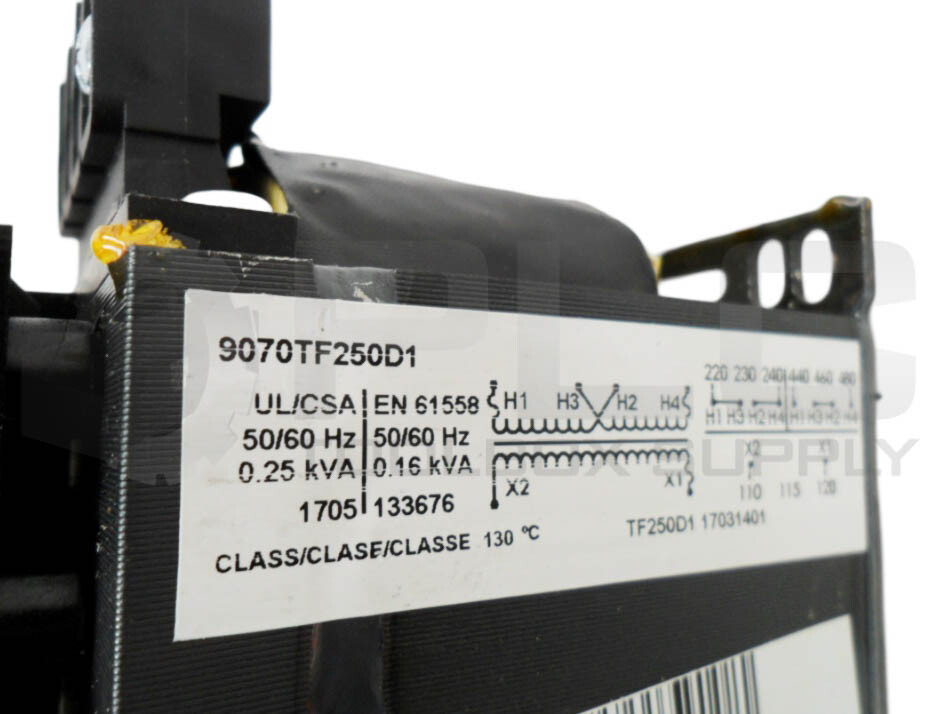 9070TF250D1
UL/CSA EN 61558
50/60 Hz 50/60 Hz
0.25 kVA 0.16 kVA
1705 133676
CLASS/CLASE/CLASSE 130 °C
H1 H3 H2 H4
X2 X1
220 230 240 440 460 480
H1 H3 H2 H4 H1 H3 H2 H4
X2 X1
110 115 120
TF250D1 17031401
PLC
SUPPLY